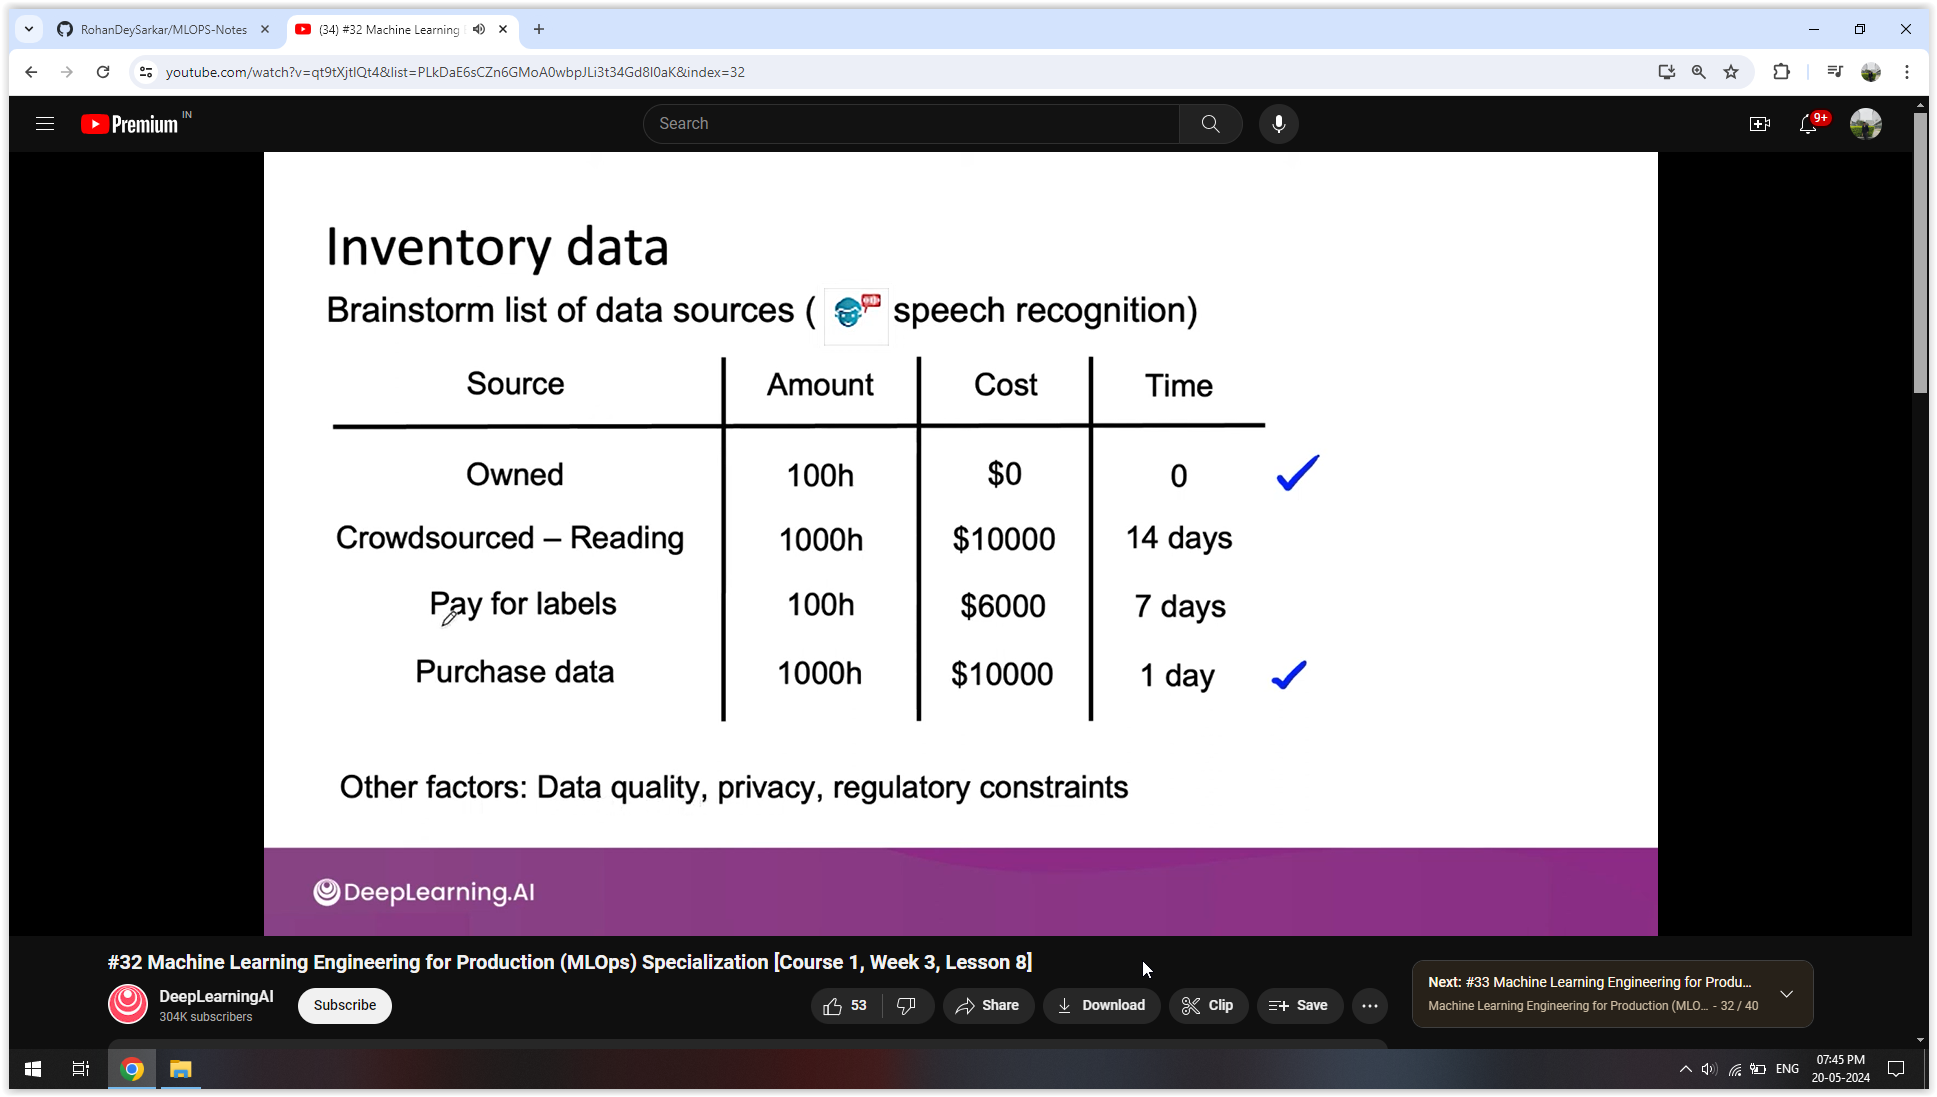 RohanDeySarkar/MLOPS-Notes
(34) #32 Machine Learning
youtube.com/watch?v=qt9tXjtlQt4&list=PLkDaE6sCZn6GMoA0wbpJLi3t34Gd8l0aK&index=32
Premium IN
Search
9+
Inventory data
Brainstorm list of data sources ( speech recognition)
Source Amount Cost Time
Owned 100h $0 0
Crowdsourced – Reading 1000h $10000 14 days
Pay for labels 100h $6000 7 days
Purchase data 1000h $10000 1 day
Other factors: Data quality, privacy, regulatory constraints
DeepLearning.AI
#32 Machine Learning Engineering for Production (MLOps) Specialization [Course 1, Week 3, Lesson 8]
DeepLearningAI
304K subscribers
Subscribe
53
Share
Download
Clip
Save
Next: #33 Machine Learning Engineering for Produ...
Machine Learning Engineering for Production (MLO... - 32 / 40
ENG
07:45 PM
20-05-2024